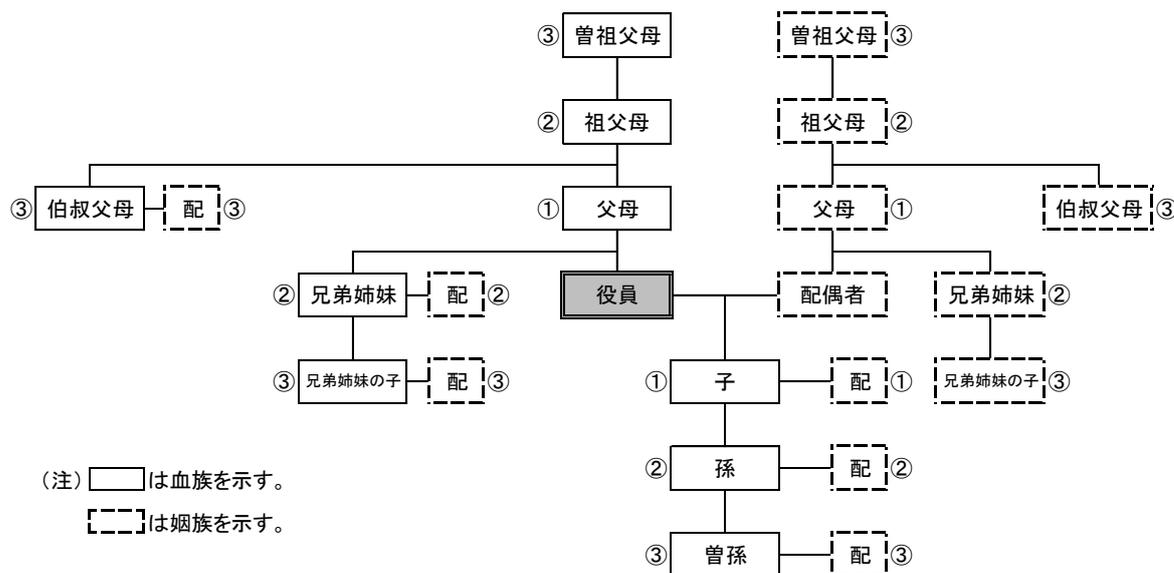 ③ 曽祖父母 曽祖父母 ③
② 祖父母 祖父母 ②
③ 伯叔父母 配 ③ ① 父母 父母 ① 伯叔父母 ③
② 兄弟姉妹 配 ② 役員 配偶者 兄弟姉妹 ②
③ 兄弟姉妹の子 配 ③ ① 子 配 ① 兄弟姉妹の子 ③
② 孫 配 ②
(注) は血族を示す。
は姻族を示す。
③ 曽孫 配 ③